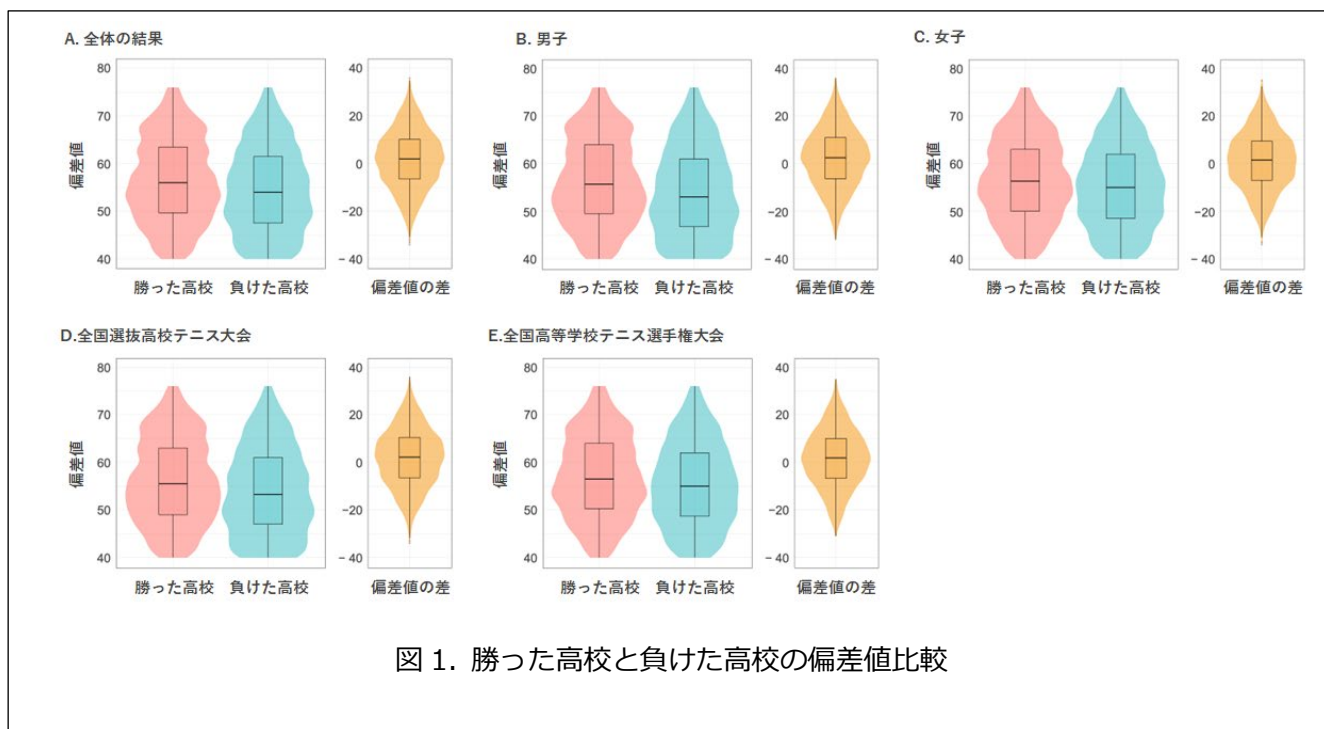 A. 全体の結果
80
70
60
50
40
偏差値
勝った高校 負けた高校
40
20
0
−20
−40
偏差値の差
B. 男子
80
70
60
50
40
偏差値
勝った高校 負けた高校
40
20
0
−20
−40
偏差値の差
C. 女子
80
70
60
50
40
偏差値
勝った高校 負けた高校
40
20
0
−20
−40
偏差値の差
D.全国選抜高校テニス大会
80
70
60
50
40
偏差値
勝った高校 負けた高校
40
20
0
−20
−40
偏差値の差
E.全国高等学校テニス選手権大会
80
70
60
50
40
偏差値
勝った高校 負けた高校
40
20
0
−20
−40
偏差値の差
図 1. 勝った高校と負けた高校の偏差値比較